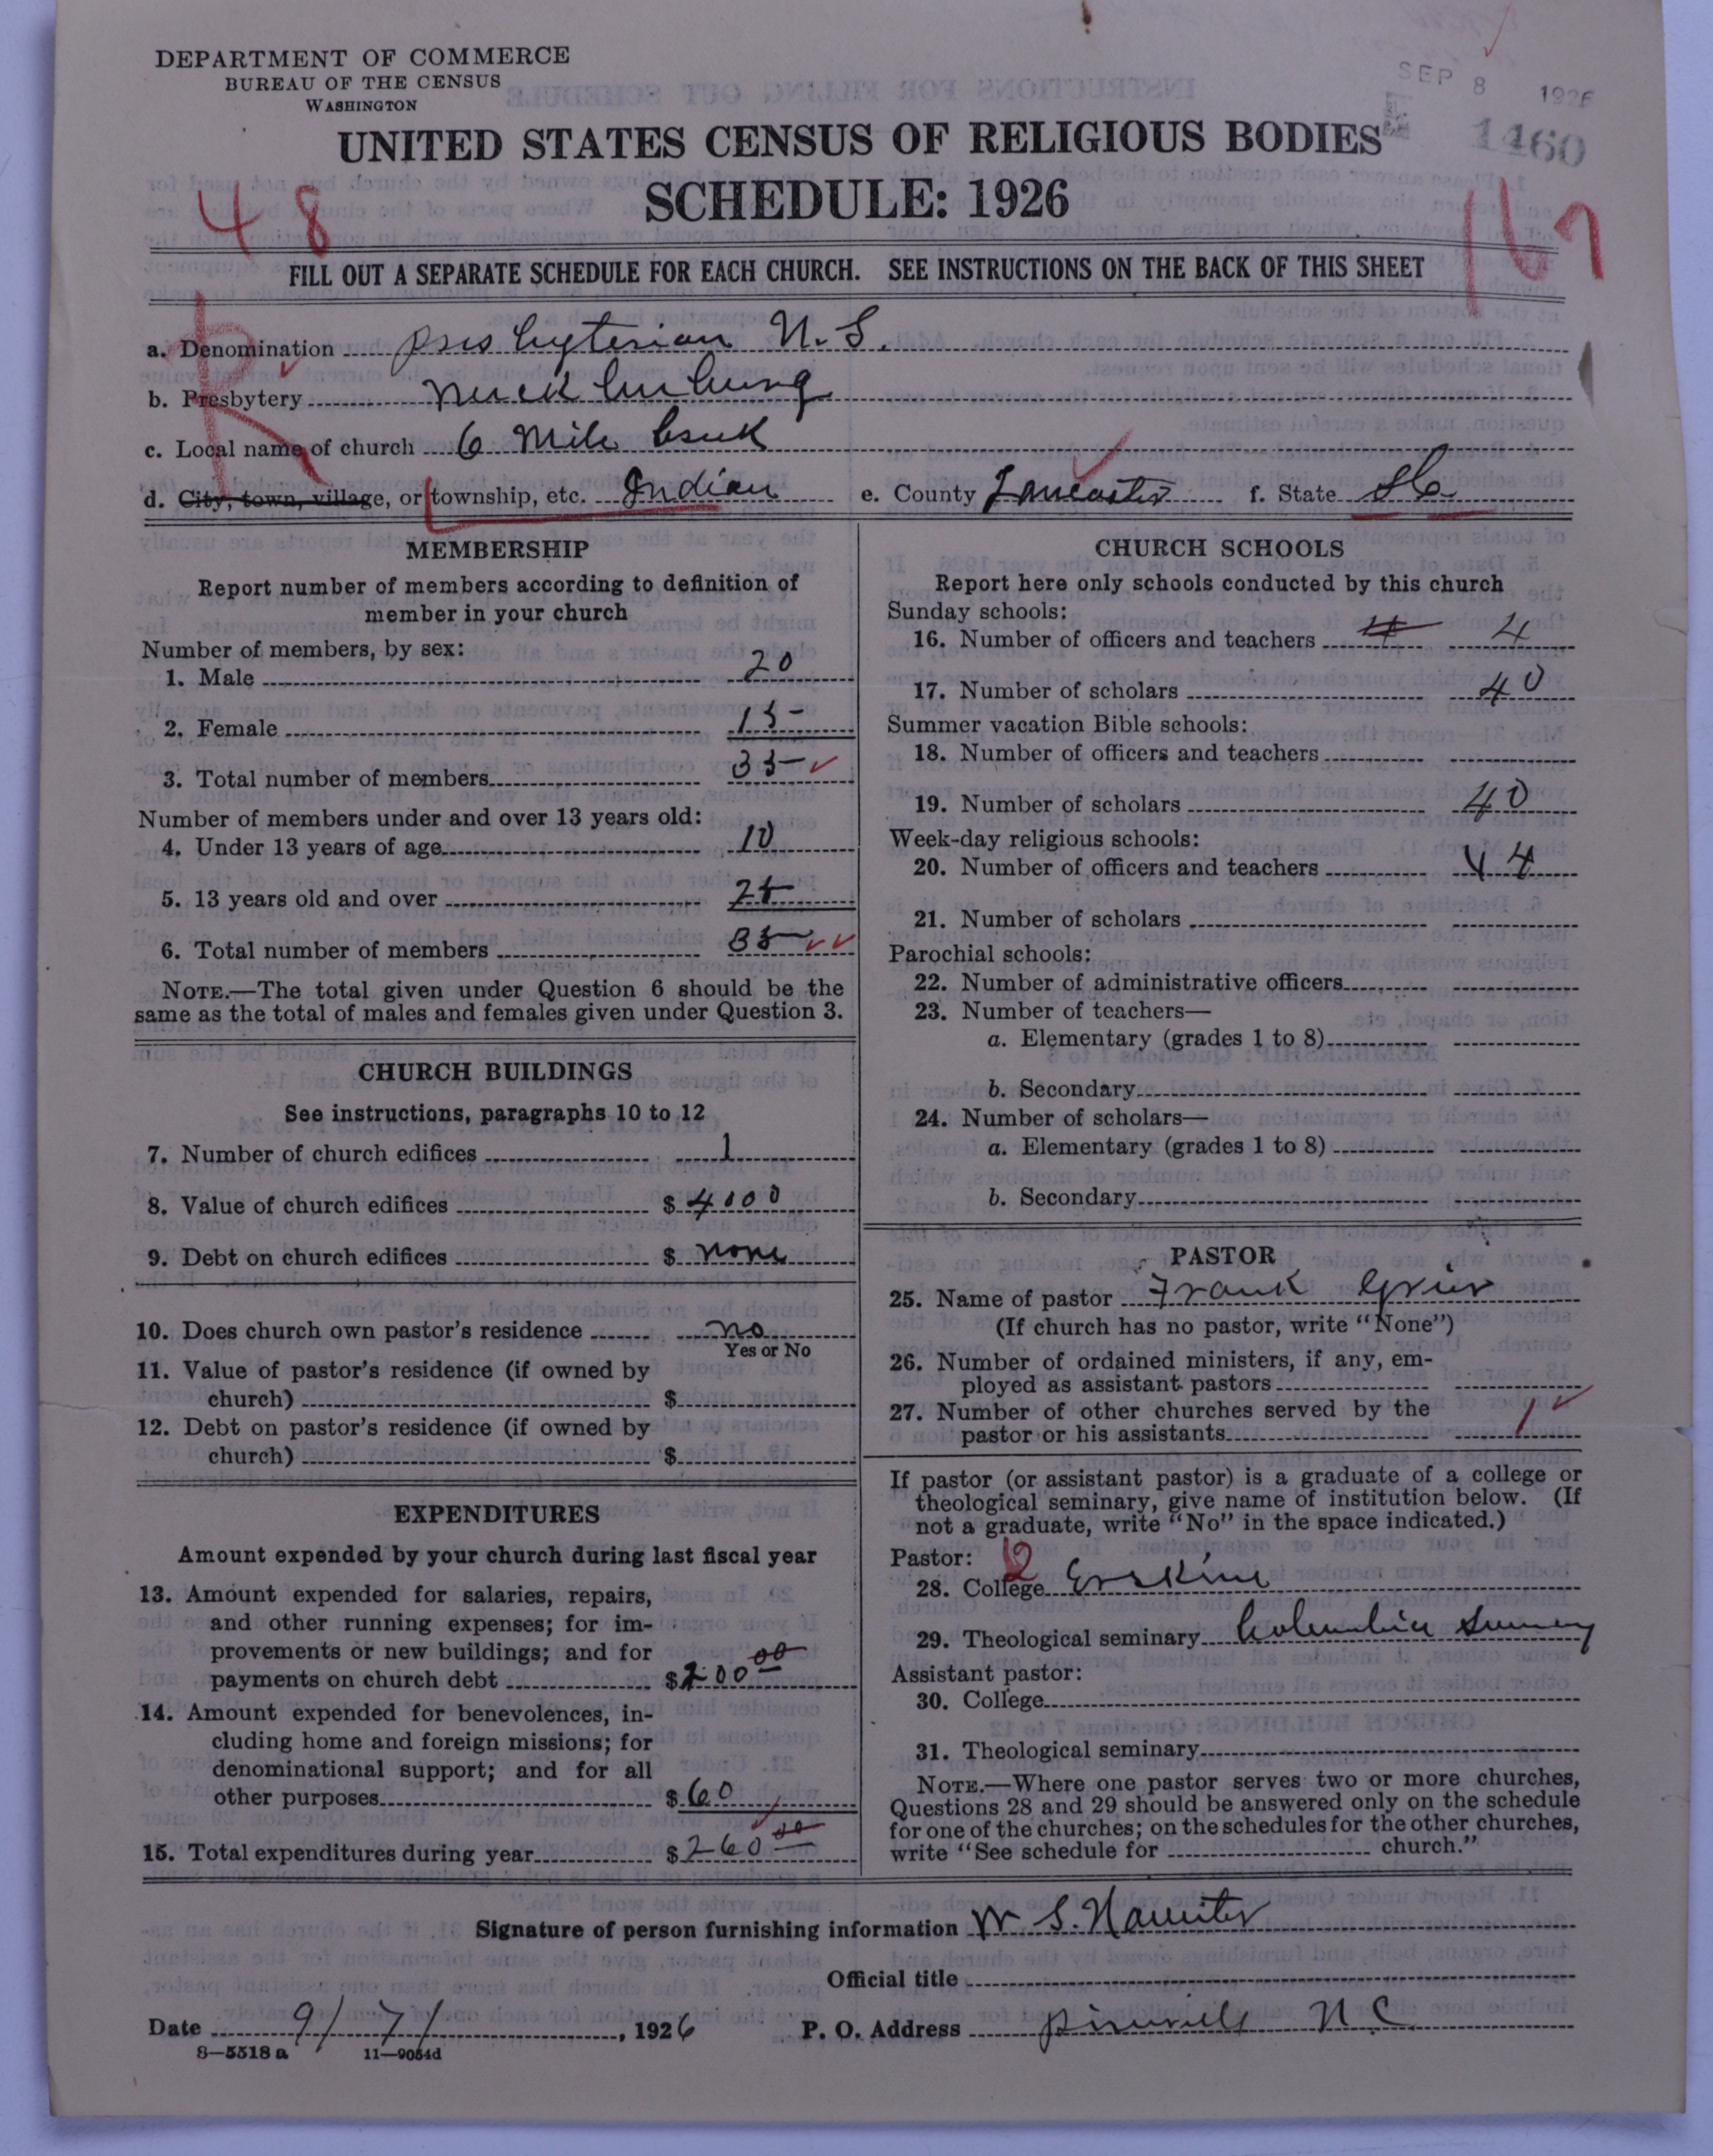 DEPARTMENT OF COMMERCE
BUREAU OF THE CENSUS
WASHINGTON
SEP 8 1926
1160
UNITED STATES CENSUS OF RELIGIOUS BODIES
SCHEDULE: 1926
48
167
FILL OUT A SEPARATE SCHEDULE FOR EACH CHURCH. SEE INSTRUCTIONS ON THE BACK OF THIS SHEET
R
a. Denomination Presbyterian U.S.
b. Presbytery
c. Local name of church 6 Mile Creek
d. City, town, village, or township, etc. Indian e. County Lancaster f. State SC
MEMBERSHIP
Report number of members according to definition of
member in your church
Number of members, by sex:
1. Male 20
2. Female 15
3. Total number of members 35
Number of members under and over 13 years old:
4. Under 13 years of age 10
5. 13 years old and over 25
6. Total number of members 35
NOTE.—The total given under Question 6 should be the
same as the total of males and females given under Question 3.
CHURCH BUILDINGS
See instructions, paragraphs 10 to 12
7. Number of church edifices 1
8. Value of church edifices $ 4000
9. Debt on church edifices $ none
10. Does church own pastor's residence no
Yes or No
11. Value of pastor's residence (if owned by
church) $
12. Debt on pastor's residence (if owned by
church) $
EXPENDITURES
Amount expended by your church during last fiscal year
13. Amount expended for salaries, repairs,
and other running expenses; for im-
provements or new buildings; and for
payments on church debt $ 200 00
14. Amount expended for benevolences, in-
cluding home and foreign missions; for
denominational support; and for all
other purposes $ 60
15. Total expenditures during year $ 260 00
CHURCH SCHOOLS
Report here only schools conducted by this church
Sunday schools:
16. Number of officers and teachers 4 4
17. Number of scholars 40
Summer vacation Bible schools:
18. Number of officers and teachers
19. Number of scholars 40
Week-day religious schools:
20. Number of officers and teachers 4
21. Number of scholars
Parochial schools:
22. Number of administrative officers
23. Number of teachers—
a. Elementary (grades 1 to 8)
b. Secondary
24. Number of scholars—
a. Elementary (grades 1 to 8)
b. Secondary
PASTOR
25. Name of pastor Frank Grier
(If church has no pastor, write "None")
26. Number of ordained ministers, if any, em-
ployed as assistant pastors
27. Number of other churches served by the
pastor or his assistants 1
If pastor (or assistant pastor) is a graduate of a college or
theological seminary, give name of institution below. (If
not a graduate, write "No" in the space indicated.)
Pastor: 2
28. College Erskine
29. Theological seminary Columbia
Assistant pastor:
30. College
31. Theological seminary
NOTE.—Where one pastor serves two or more churches,
Questions 28 and 29 should be answered only on the schedule
for one of the churches; on the schedules for the other churches,
write "See schedule for church."
Signature of person furnishing information W S.
Official title
Date 9/7/, 1926 P. O. Address N C
8—5518 a 11—9054d